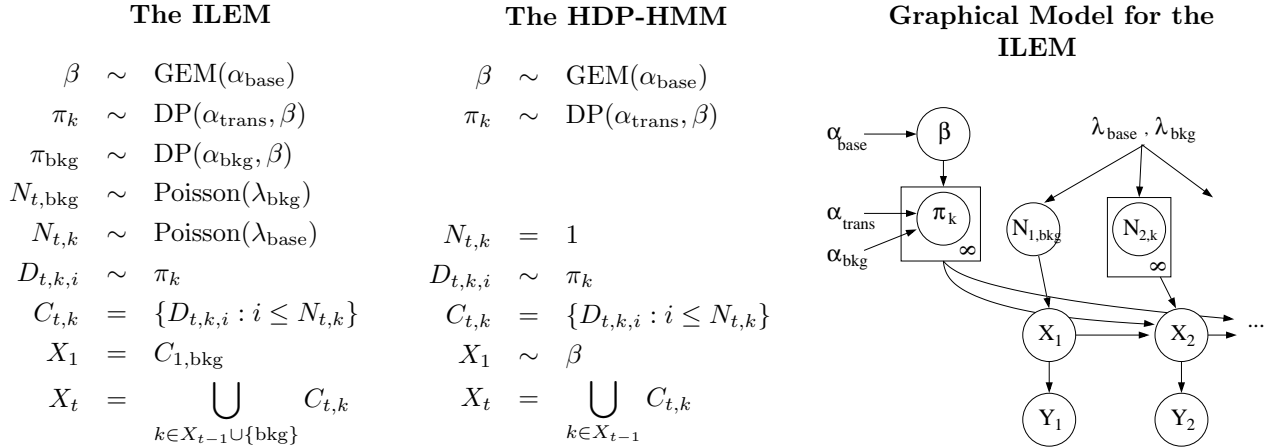 The ILEM
β ∼ GEM(α_base)
π_k ∼ DP(α_trans, β)
π_bkg ∼ DP(α_bkg, β)
N_{t,bkg} ∼ Poisson(λ_bkg)
N_{t,k} ∼ Poisson(λ_base)
D_{t,k,i} ∼ π_k
C_{t,k} = {D_{t,k,i} : i ≤ N_{t,k}}
X_1 = C_{1,bkg}
X_t = ⋃_{k∈X_{t−1}∪{bkg}} C_{t,k}
The HDP-HMM
β ∼ GEM(α_base)
π_k ∼ DP(α_trans, β)
N_{t,k} = 1
D_{t,k,i} ∼ π_k
C_{t,k} = {D_{t,k,i} : i ≤ N_{t,k}}
X_1 ∼ β
X_t = ⋃_{k∈X_{t−1}} C_{t,k}
Graphical Model for the
ILEM
α_base β λ_base , λ_bkg
α_trans π_k N_{1,bkg} N_{2,k}
α_bkg ∞ ∞
X_1 X_2 ...
Y_1 Y_2